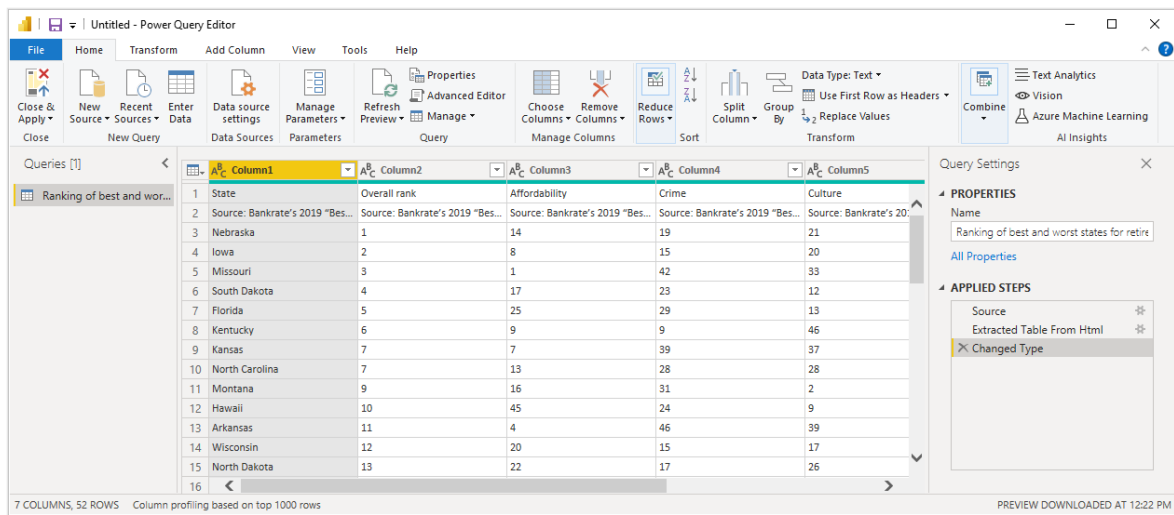 Untitled - Power Query Editor
File Home Transform Add Column View Tools Help
Close & Apply
New Source
Recent Sources
Enter Data
Data source settings
Manage Parameters
Refresh Preview
Properties
Advanced Editor
Manage
Choose Columns
Remove Columns
Reduce Rows
Split Column
Group By
Data Type: Text
Use First Row as Headers
Replace Values
Combine
Text Analytics
Vision
Azure Machine Learning
Close New Query Data Sources Parameters Query Manage Columns Sort Transform AI Insights
Queries [1]
Ranking of best and wor...
Column1 Column2 Column3 Column4 Column5
1 State Overall rank Affordability Crime Culture
2 Source: Bankrate's 2019 “Bes... Source: Bankrate's 2019 “Bes... Source: Bankrate's 2019 “Bes... Source: Bankrate's 2019 “Bes... Source: Bankrate's 20
3 Nebraska 1 14 19 21
4 Iowa 2 8 15 20
5 Missouri 3 1 42 33
6 South Dakota 4 17 23 12
7 Florida 5 25 29 13
8 Kentucky 6 9 9 46
9 Kansas 7 7 39 37
10 North Carolina 7 13 28 28
11 Montana 9 16 31 2
12 Hawaii 10 45 24 9
13 Arkansas 11 4 46 39
14 Wisconsin 12 20 15 17
15 North Dakota 13 22 17 26
16
Query Settings
PROPERTIES
Name
Ranking of best and worst states for retire
All Properties
APPLIED STEPS
Source
Extracted Table From Html
Changed Type
7 COLUMNS, 52 ROWS Column profiling based on top 1000 rows
PREVIEW DOWNLOADED AT 12:22 PM